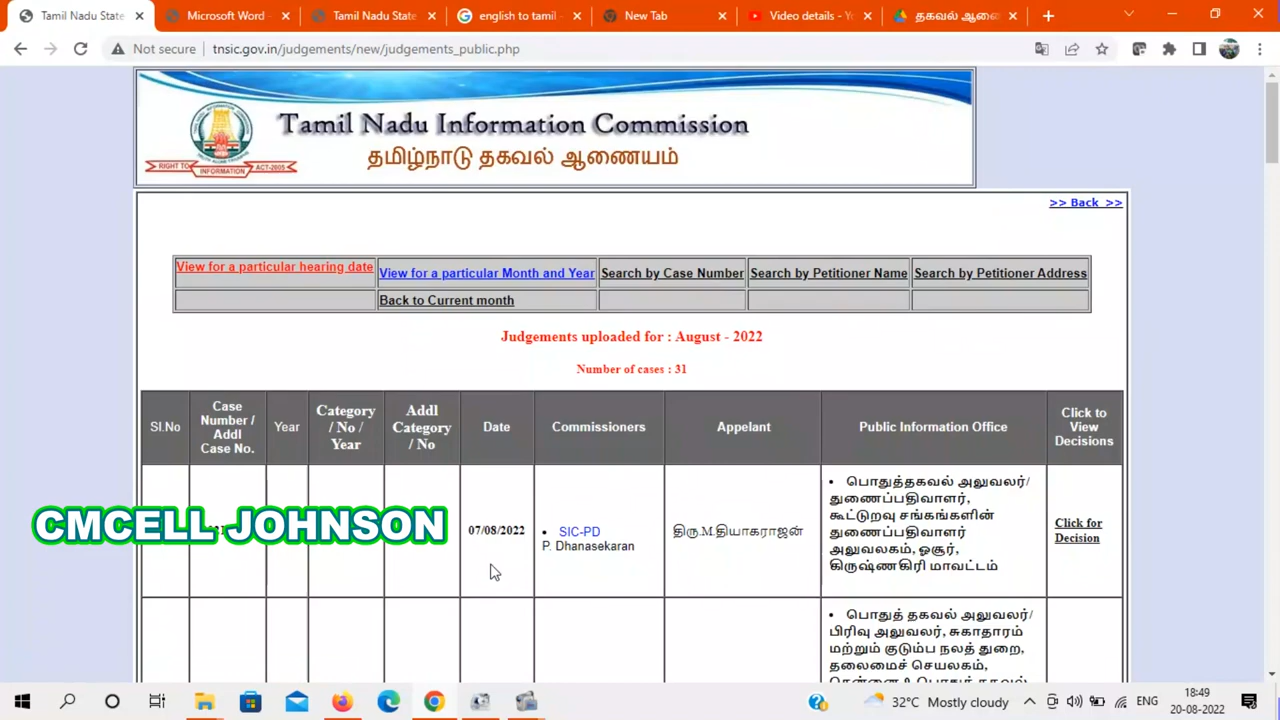 Tamil Nadu State
Microsoft Word -
Tamil Nadu State
english to tamil -
New Tab
Video details - Yo
தகவல் ஆணை
Not secure
tnsic.gov.in/judgements/new/judgements_public.php
Tamil Nadu Information Commission
தமிழ்நாடு தகவல் ஆணையம்
RIGHT TO INFORMATION ACT-2005
>> Back >>
View for a particular hearing date
View for a particular Month and Year
Search by Case Number
Search by Petitioner Name
Search by Petitioner Address
Back to Current month
Judgements uploaded for : August - 2022
Number of cases : 31
Sl.No
Case
Number /
Addl
Case No.
Year
Category
/ No /
Year
Addl
Category
/ No
Date
Commissioners
Appelant
Public Information Office
Click to
View
Decisions
CMCELL JOHNSON
07/08/2022
• SIC-PD
P. Dhanasekaran
திரு.M.தியாகராஜன்
• பொதுத்தகவல் அலுவலர்/
துணைப்பதிவாளர்,
கூட்டுறவு சங்கங்களின்
துணைப்பதிவாளர்
அலுவலகம், ஓசூர்,
கிருஷ்ணகிரி மாவட்டம்
Click for
Decision
• பொதுத் தகவல் அலுவலர்/
பிரிவு அலுவலர், சுகாதாரம்
மற்றும் குடும்ப நலத் துறை,
தலைமைச் செயலகம்,
32°C Mostly cloudy
ENG
18:49
20-08-2022